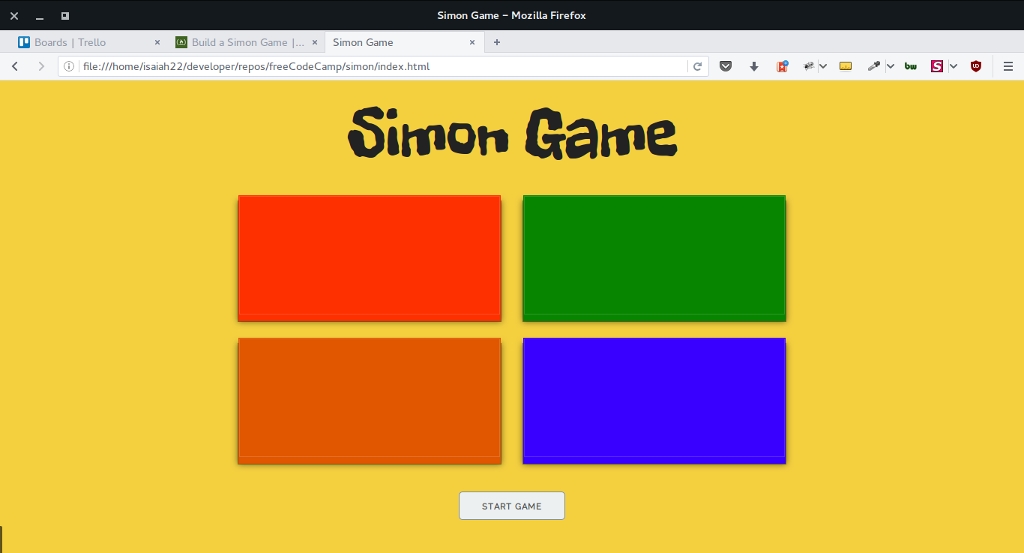 Simon Game – Mozilla Firefox
Boards | Trello
Build a Simon Game |...
Simon Game
file:///home/isaiah22/developer/repos/freeCodeCamp/simon/index.html
bw
S
Simon Game
START GAME